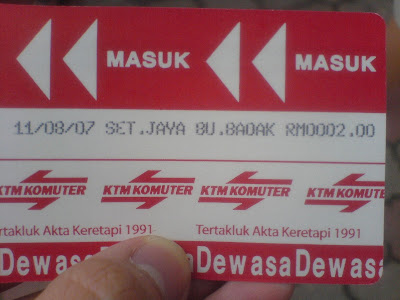 MASUK MASUK
11/08/07 SET.JAYA BU.BAOAK RM0002.00
KTM KOMUTER KTM KOMUTER KTM KOMUTER KTM KOMUTER
Tertakluk Akta Keretapi 1991 Tertakluk Akta Keretapi 1991
Dewasa Dewasa Dewasa